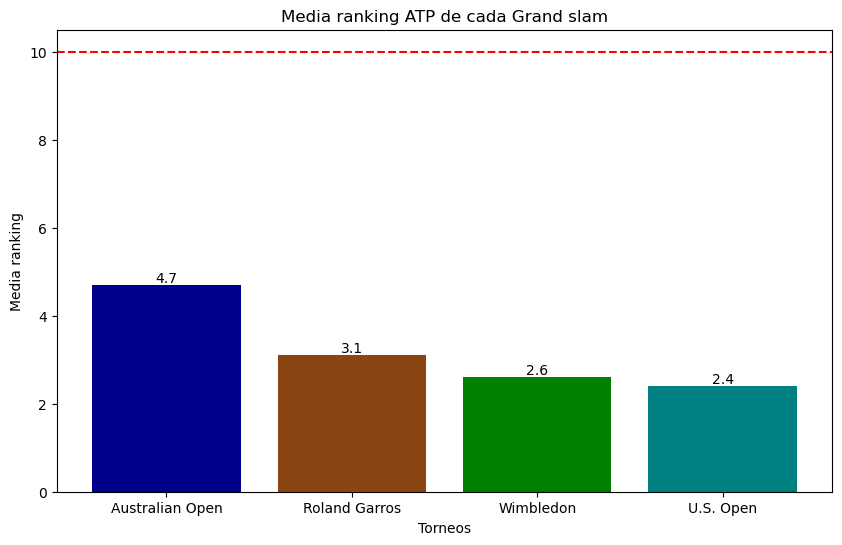 Media ranking ATP de cada Grand slam
10
8
6
4
2
0
Media ranking
4.7
3.1
2.6
2.4
Australian Open
Roland Garros
Wimbledon
U.S. Open
Torneos